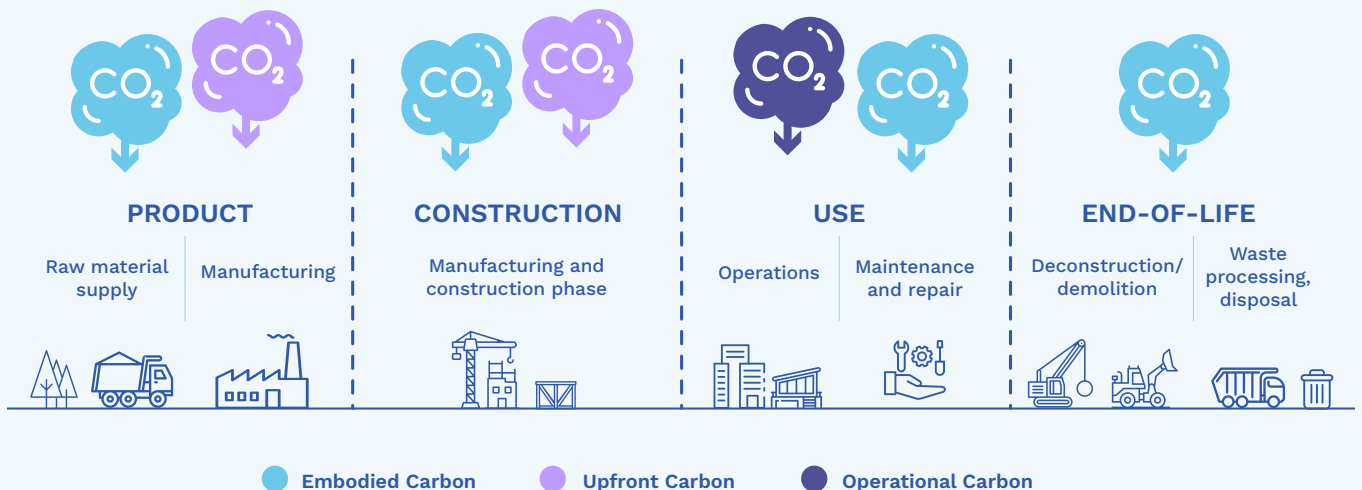 CO2 CO2 CO2 CO2 CO2 CO2 CO2
PRODUCT
CONSTRUCTION
USE
END-OF-LIFE
Raw material
supply
Manufacturing
Manufacturing and
construction phase
Operations
Maintenance
and repair
Deconstruction/
demolition
Waste
processing,
disposal
Embodied Carbon
Upfront Carbon
Operational Carbon